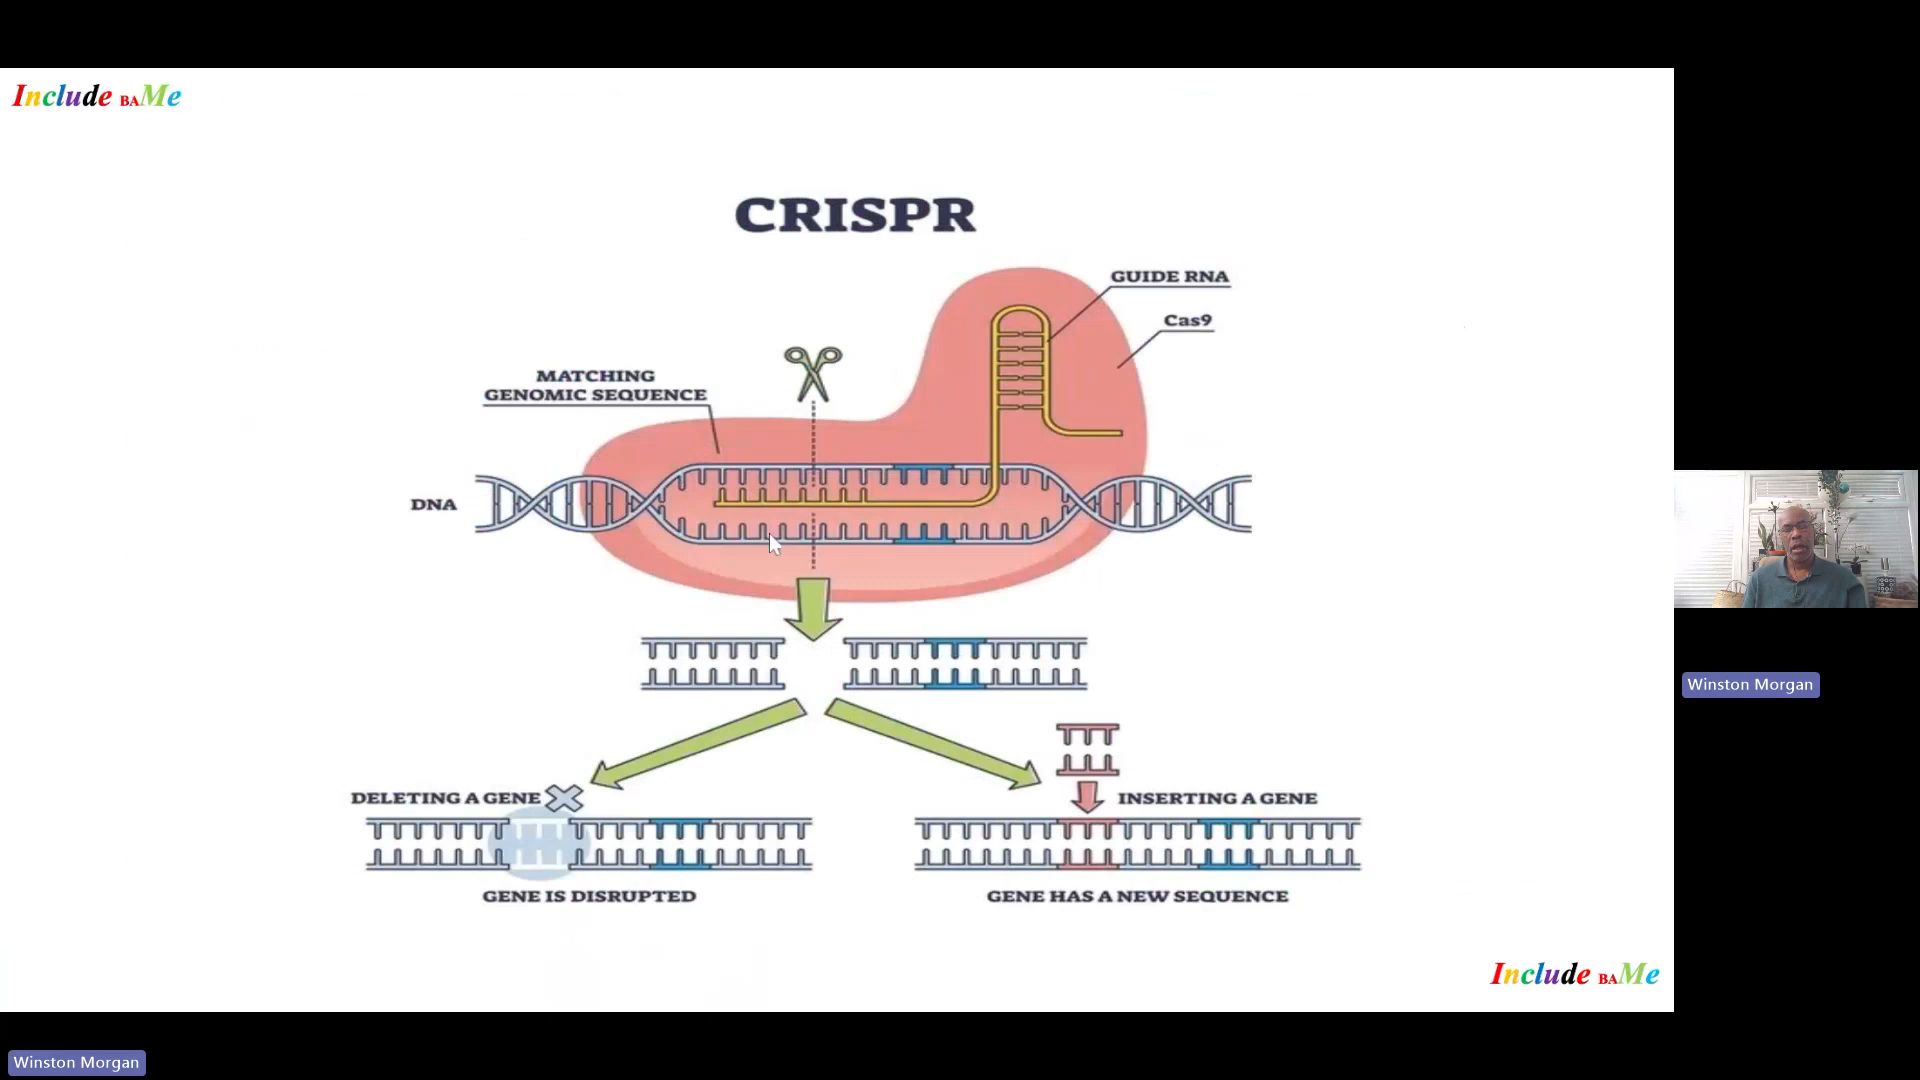 Include BAMe
CRISPR
GUIDE RNA
Cas9
MATCHING
GENOMIC SEQUENCE
DNA
DELETING A GENE
INSERTING A GENE
GENE IS DISRUPTED
GENE HAS A NEW SEQUENCE
Include BAMe
Winston Morgan
Winston Morgan